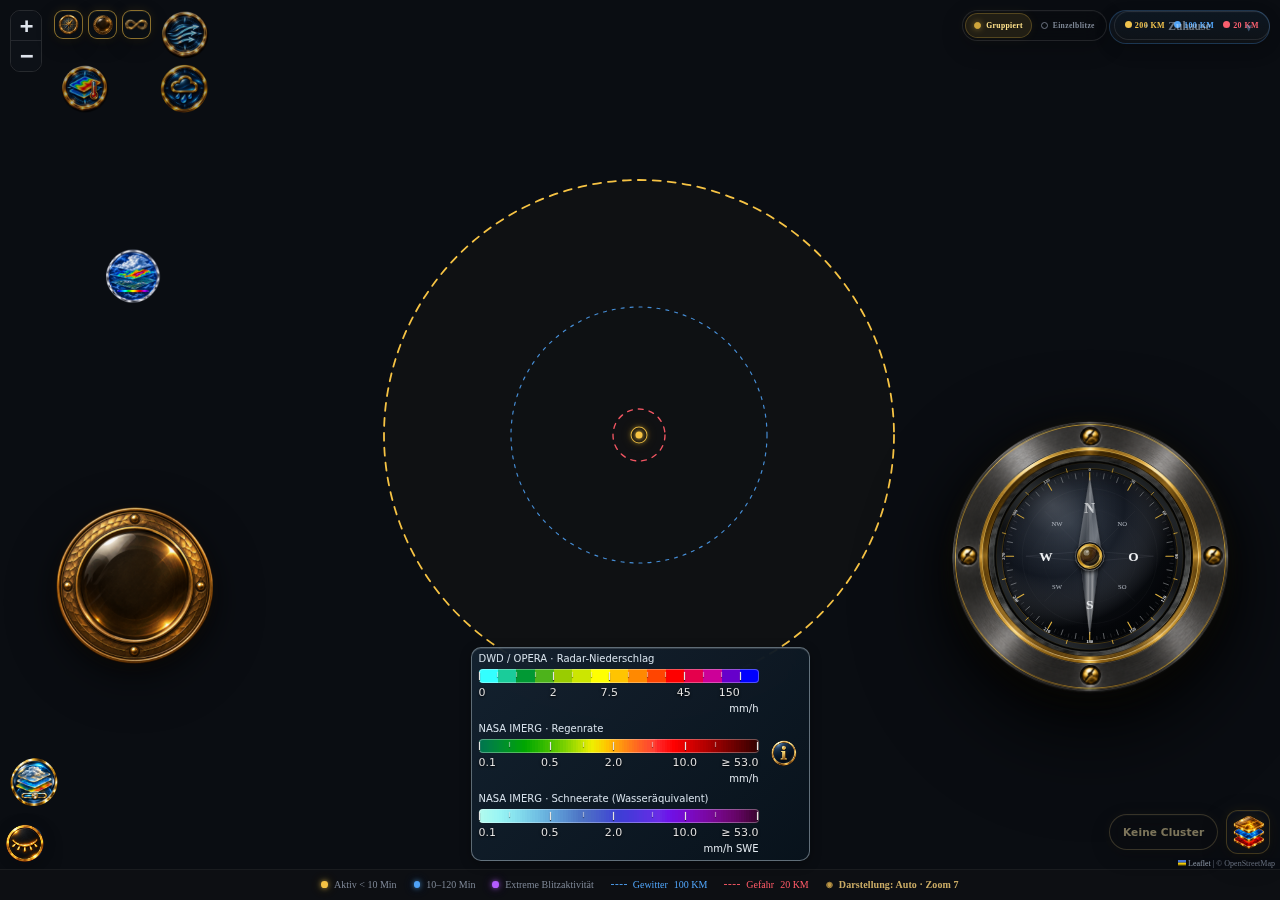 +
−
Gruppiert
Einzelblitze
200 KM
100 KM
20 KM
Zuhause
N
NW
NO
W
O
SW
SO
S
DWD / OPERA · Radar-Niederschlag
0 2 7.5 45 150
mm/h
NASA IMERG · Regenrate
0.1 0.5 2.0 10.0 ≥ 53.0
mm/h
NASA IMERG · Schneerate (Wasseräquivalent)
0.1 0.5 2.0 10.0 ≥ 53.0
mm/h SWE
Keine Cluster
Leaflet | © OpenStreetMap
Aktiv < 10 Min
10–120 Min
Extreme Blitzaktivität
Gewitter 100 KM
Gefahr 20 KM
Darstellung: Auto · Zoom 7